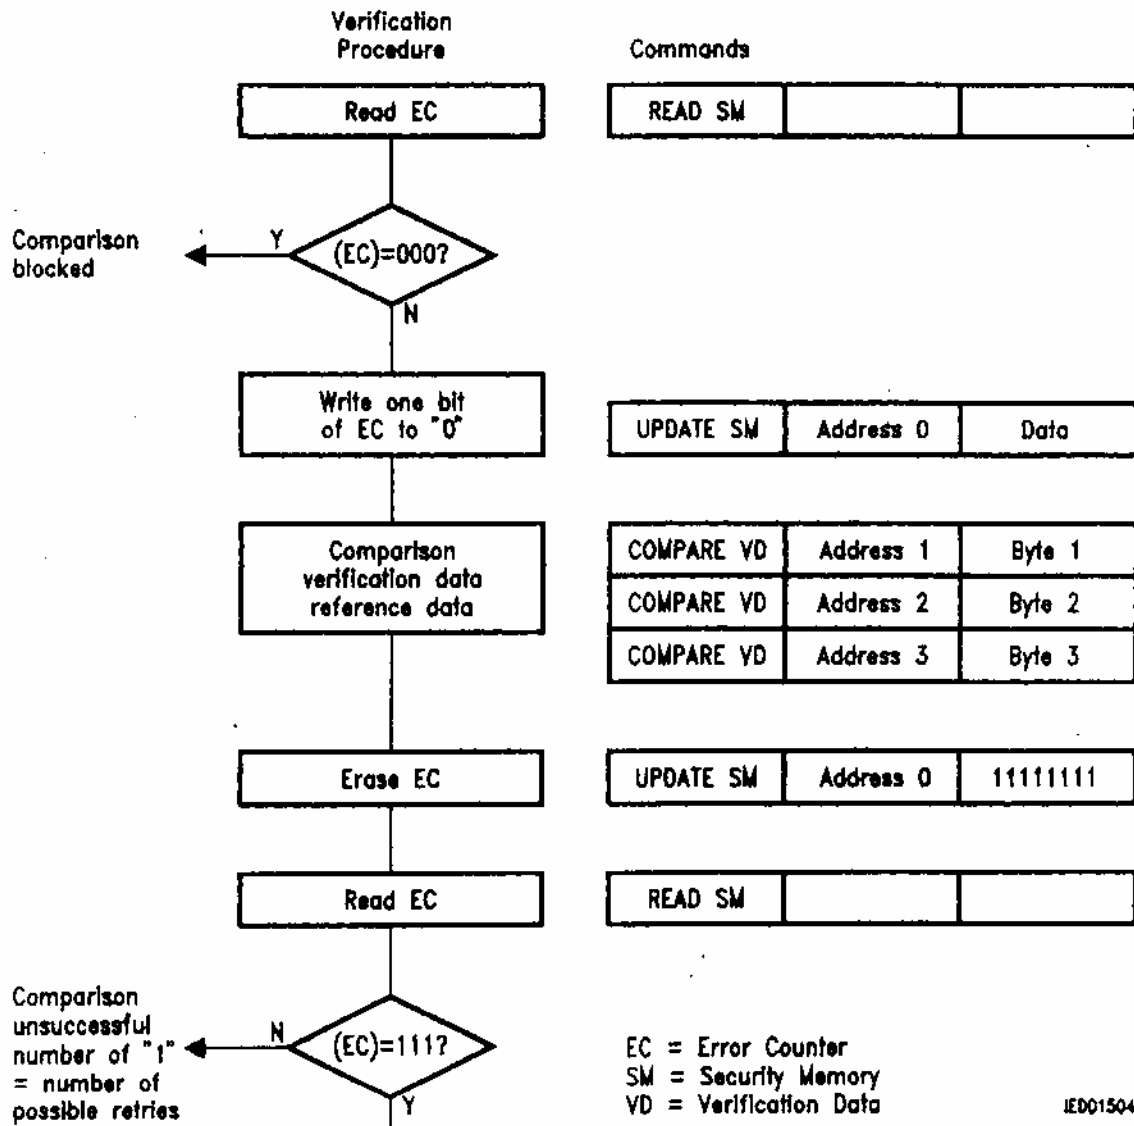 Verification
Procedure
Commands
Read EC
READ SM
Comparison
blocked
Y
(EC)=000?
N
Write one bit
of EC to "0"
UPDATE SM Address 0 Data
Comparison
verification data
reference data
COMPARE VD Address 1 Byte 1
COMPARE VD Address 2 Byte 2
COMPARE VD Address 3 Byte 3
Erase EC
UPDATE SM Address 0 11111111
Read EC
READ SM
Comparison
unsuccessful
number of "1"
= number of
possible retries
N
(EC)=111?
Y
EC = Error Counter
SM = Security Memory
VD = Verification Data
IED01504